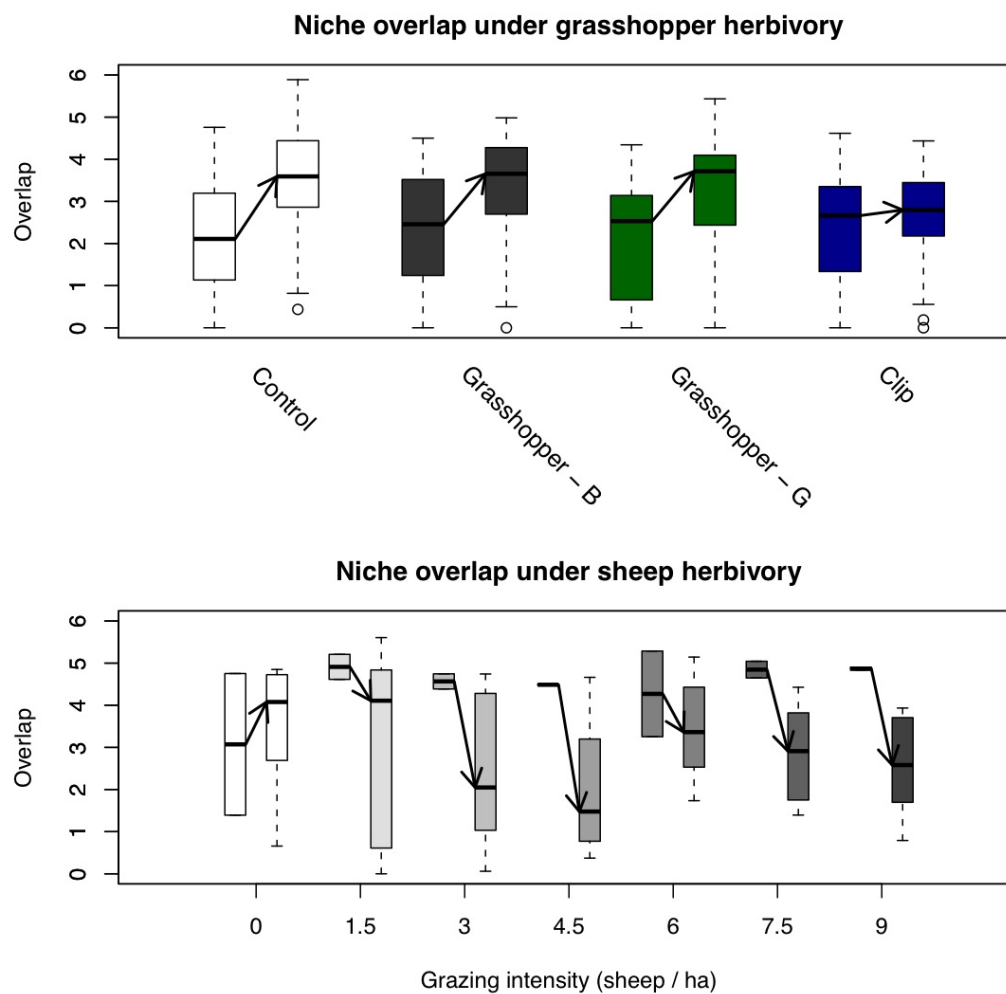 Niche overlap under grasshopper herbivory
Overlap
6
5
4
3
2
1
0
Control
Grasshopper – B
Grasshopper – G
Clip
Niche overlap under sheep herbivory
Overlap
6
5
4
3
2
1
0
0 1.5 3 4.5 6 7.5 9
Grazing intensity (sheep / ha)